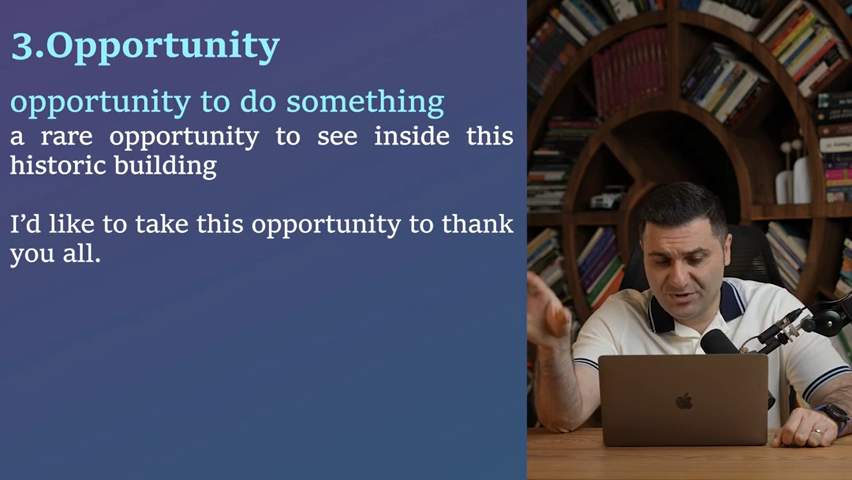 3.Opportunity
opportunity to do something
a rare opportunity to see inside this
historic building
I'd like to take this opportunity to thank
you all.